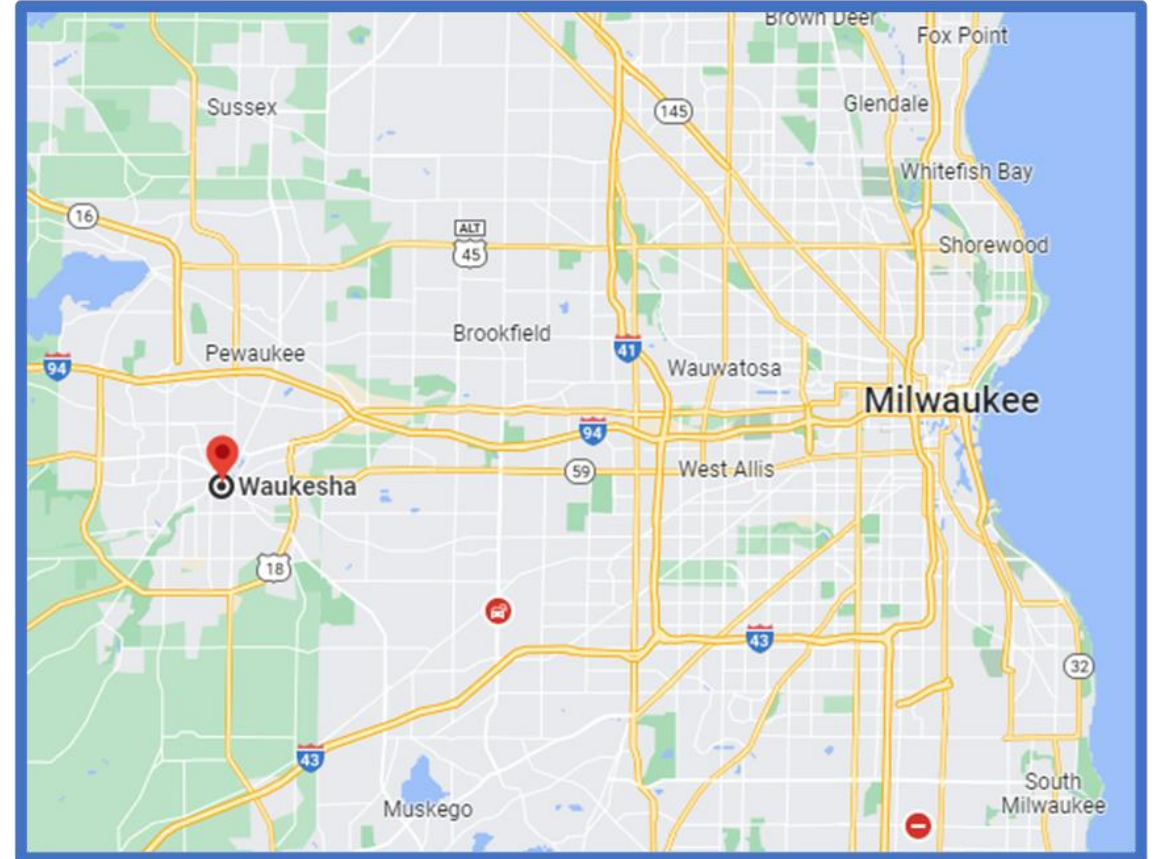 Brown Deer
Fox Point
Sussex
145
Glendale
Whitefish Bay
16
ALT
45
Shorewood
Brookfield
41
Pewaukee
94
Wauwatosa
Milwaukee
94
59
West Allis
Waukesha
18
43
32
43
Muskego
South
Milwaukee